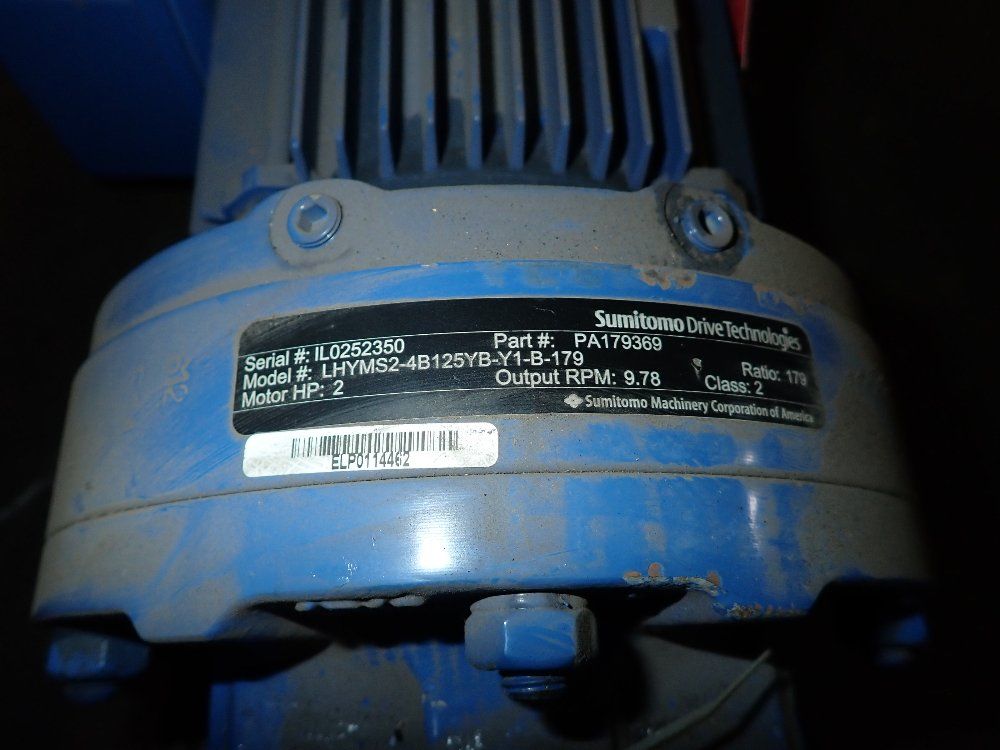 Sumitomo Drive Technologies
Serial #: IL0252350 Part #: PA179369
Model #: LHYMS2-4B125YB-Y1-B-179 Ratio: 179
Motor HP: 2 Output RPM: 9.78 Class: 2
Sumitomo Machinery Corporation of America
ELP0114462